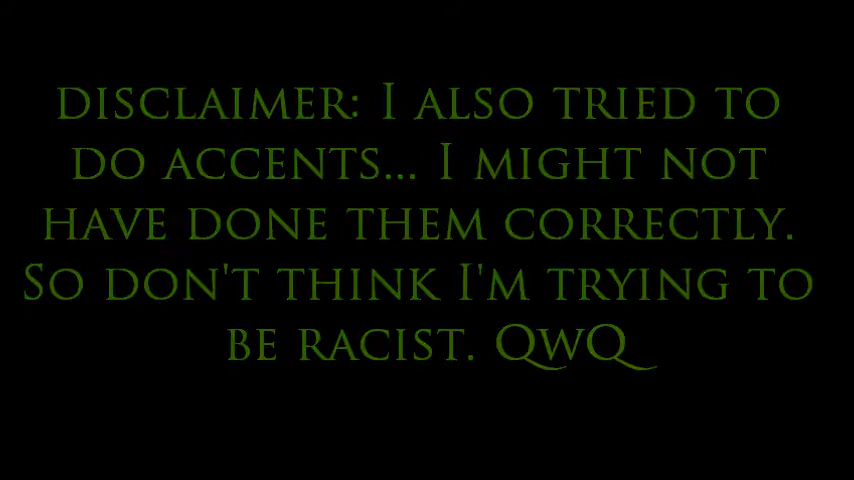 DISCLAIMER: I ALSO TRIED TO
DO ACCENTS... I MIGHT NOT
HAVE DONE THEM CORRECTLY.
SO DON'T THINK I'M TRYING TO
BE RACIST. QWQ